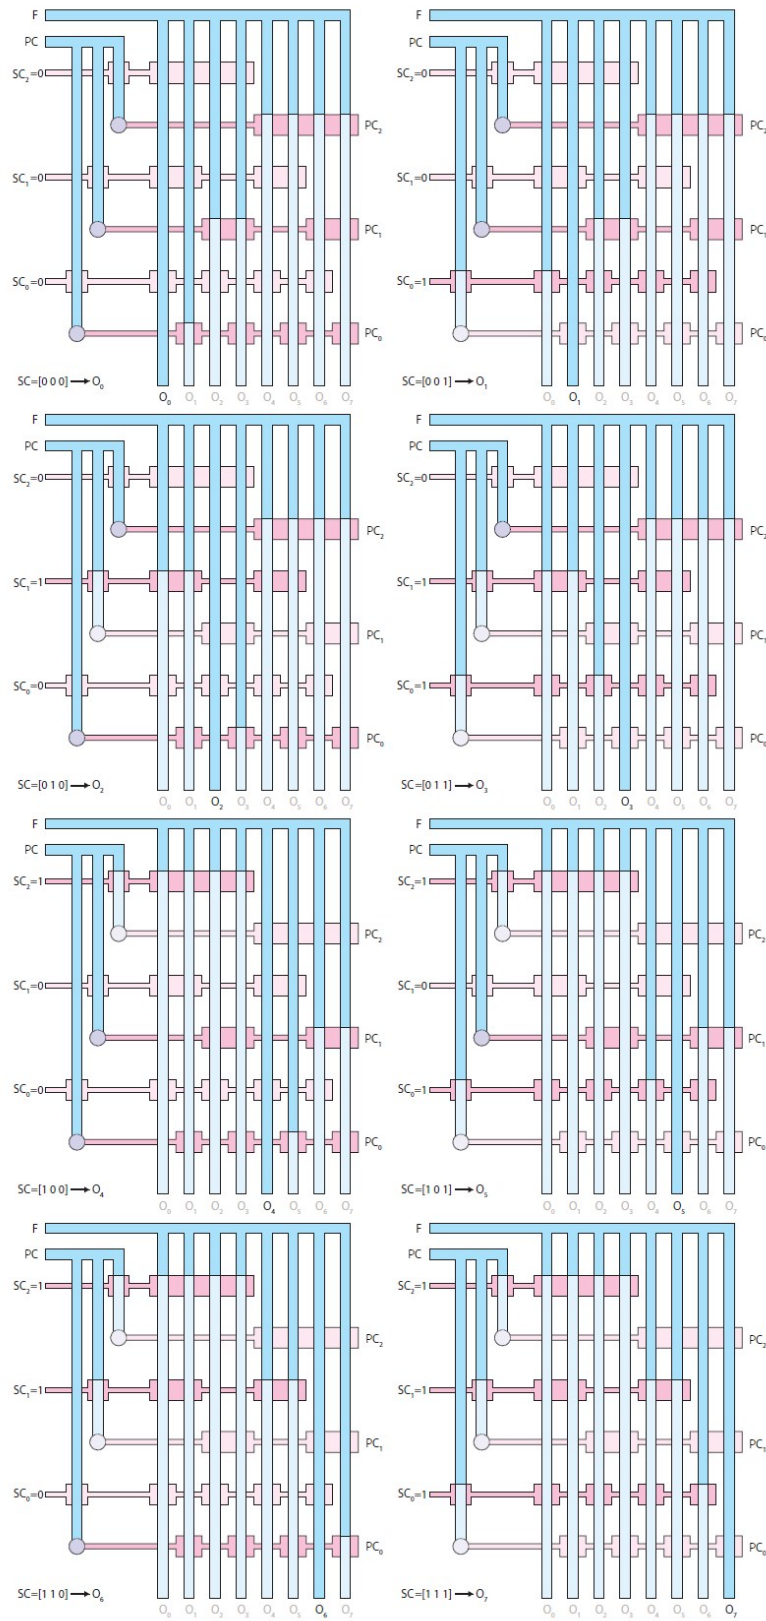 F
PC
SC₂=0
PC₂
SC₁=0
PC₁
SC₀=0
PC₀
SC=[0 0 0] → O₀
O₀ O₁ O₂ O₃ O₄ O₅ O₆ O₇
F
PC
SC₂=0
PC₂
SC₁=0
PC₁
SC₀=1
PC₀
SC=[0 0 1] → O₁
O₀ O₁ O₂ O₃ O₄ O₅ O₆ O₇
F
PC
SC₂=0
PC₂
SC₁=1
PC₁
SC₀=0
PC₀
SC=[0 1 0] → O₂
O₀ O₁ O₂ O₃ O₄ O₅ O₆ O₇
F
PC
SC₂=0
PC₂
SC₁=1
PC₁
SC₀=1
PC₀
SC=[0 1 1] → O₃
O₀ O₁ O₂ O₃ O₄ O₅ O₆ O₇
F
PC
SC₂=1
PC₂
SC₁=0
PC₁
SC₀=0
PC₀
SC=[1 0 0] → O₄
O₀ O₁ O₂ O₃ O₄ O₅ O₆ O₇
F
PC
SC₂=1
PC₂
SC₁=0
PC₁
SC₀=1
PC₀
SC=[1 0 1] → O₅
O₀ O₁ O₂ O₃ O₄ O₅ O₆ O₇
F
PC
SC₂=1
PC₂
SC₁=1
PC₁
SC₀=0
PC₀
SC=[1 1 0] → O₆
O₀ O₁ O₂ O₃ O₄ O₅ O₆ O₇
F
PC
SC₂=1
PC₂
SC₁=1
PC₁
SC₀=1
PC₀
SC=[1 1 1] → O₇
O₀ O₁ O₂ O₃ O₄ O₅ O₆ O₇